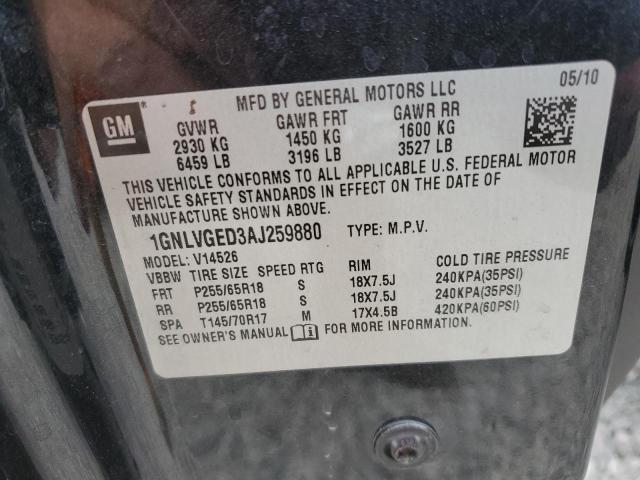 MFD BY GENERAL MOTORS LLC 05/10
GM
GVWR GAWR FRT GAWR RR
2930 KG 1450 KG 1600 KG
6459 LB 3196 LB 3527 LB
THIS VEHICLE CONFORMS TO ALL APPLICABLE U.S. FEDERAL MOTOR
VEHICLE SAFETY STANDARDS IN EFFECT ON THE DATE OF
MANUFACTURE SHOWN ABOVE.
1GNLVGED3AJ259880 TYPE: M.P.V.
MODEL: V14526
VBBW TIRE SIZE SPEED RTG RIM COLD TIRE PRESSURE
FRT P255/65R18 S 18X7.5J 240KPA(35PSI)
RR P255/65R18 S 18X7.5J 240KPA(35PSI)
SPA T145/70R17 M 17X4.5B 420KPA(60PSI)
SEE OWNER'S MANUAL FOR MORE INFORMATION.